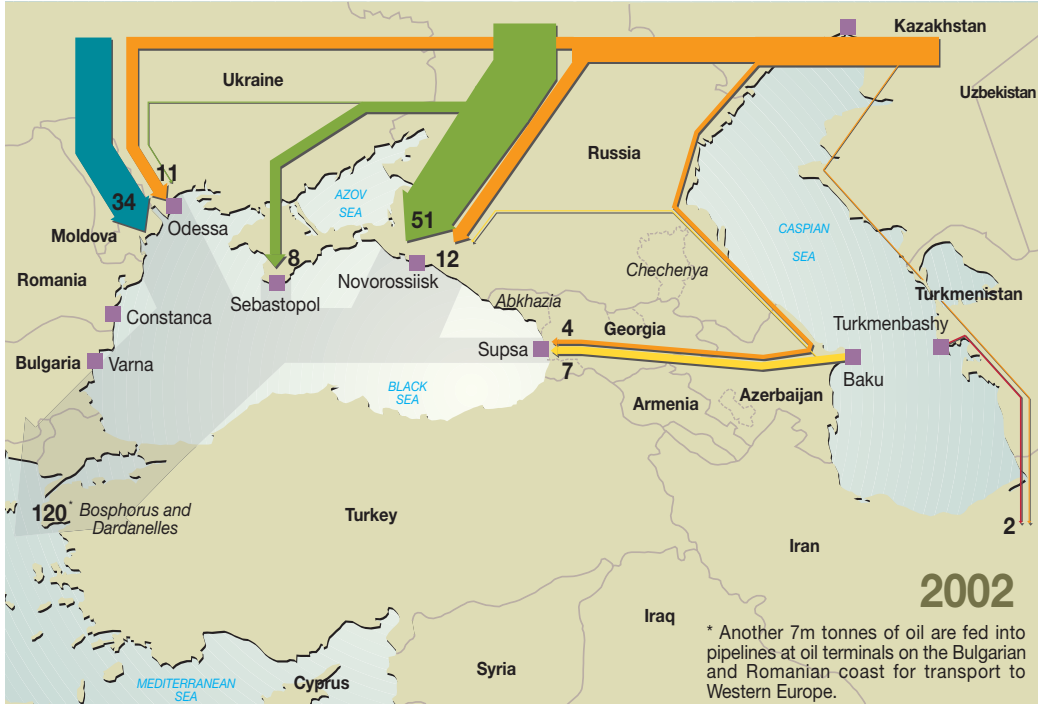 Kazakhstan
Ukraine
Uzbekistan
Russia
11
34
AZOV
SEA
51
Moldova
Odessa
CASPIAN
SEA
8
12
Romania
Sebastopol
Novorossiisk
Chechenya
Abkhazia
Turkmenistan
Constanca
4
Georgia
Turkmenbashy
Supsa
Bulgaria
Varna
7
Baku
BLACK
SEA
Armenia
Azerbaijan
120* Bosphorus and
Dardanelles
Turkey
2
Iran
2002
Iraq
* Another 7m tonnes of oil are fed into
pipelines at oil terminals on the Bulgarian
and Romanian coast for transport to
Western Europe.
Syria
MEDITERRANEAN
SEA
Cyprus